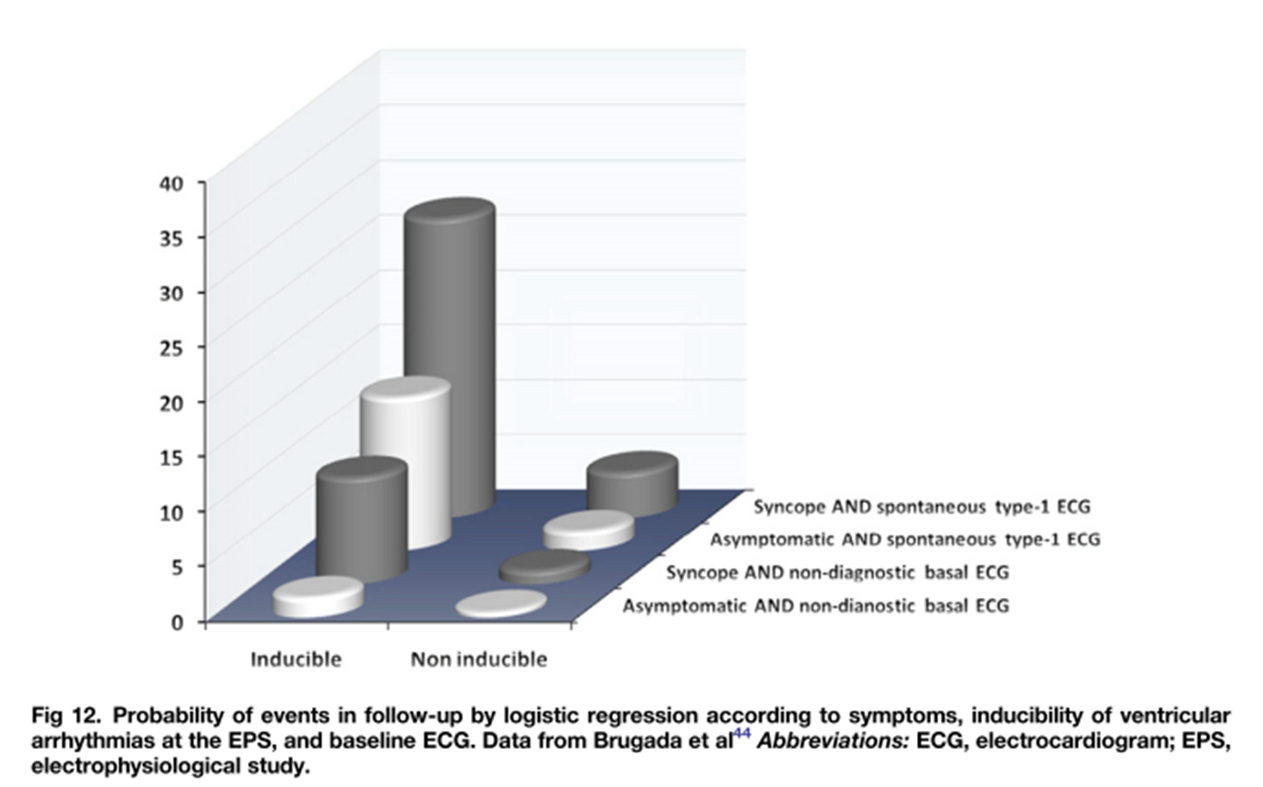 40
35
30
25
20
15
10
5
0
Syncope AND spontaneous type-1 ECG
Asymptomatic AND spontaneous type-1 ECG
Syncope AND non-diagnostic basal ECG
Asymptomatic AND non-dianostic basal ECG
Inducible Non inducible
Fig 12. Probability of events in follow-up by logistic regression according to symptoms, inducibility of ventricular
arrhythmias at the EPS, and baseline ECG. Data from Brugada et al44 Abbreviations: ECG, electrocardiogram; EPS,
electrophysiological study.